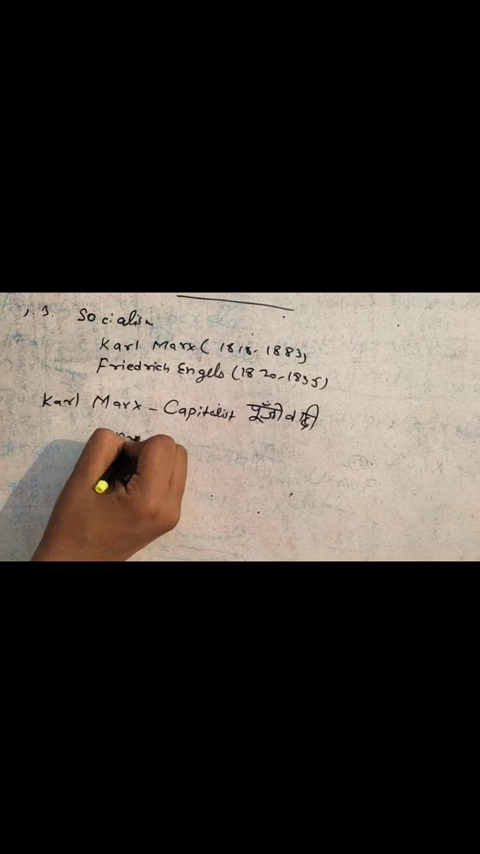 1.3. Socialism
Karl Marx ( 1818- 1883)
Friedrich Engels (1820-1895)
Karl Marx - Capitalist पूँजीवादी